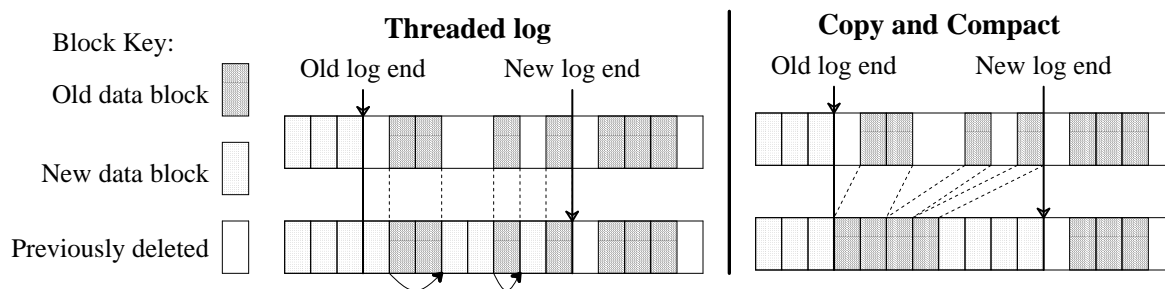 Block Key:
Old data block
New data block
Previously deleted
Threaded log
Old log end
New log end
Copy and Compact
Old log end
New log end